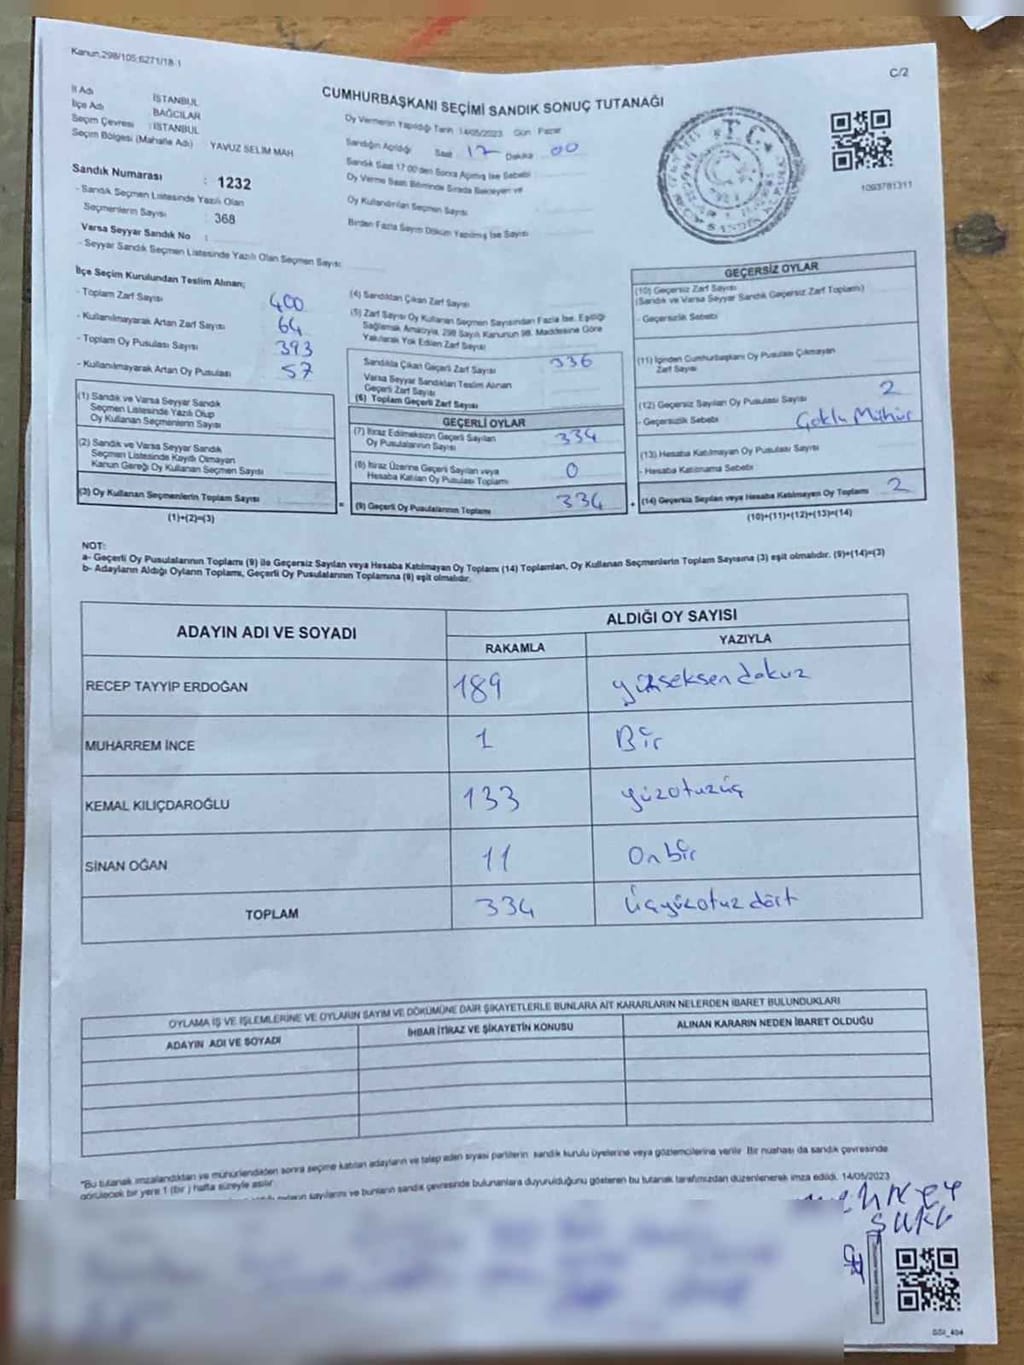 Kanun:298/105;6271/18-1
C/2
CUMHURBAŞKANI SEÇİMİ SANDIK SONUÇ TUTANAĞI
İl Adı İSTANBUL
İlçe Adı BAĞCILAR
Seçim Çevresi : İSTANBUL
Seçim Bölgesi (Mahalle Adı) YAVUZ SELİM MAH
Sandık Numarası : 1232
- Sandık Seçmen Listesinde Yazılı Olan
Seçmenlerin Sayısı : 368
Varsa Seyyar Sandık No :
- Seyyar Sandık Seçmen Listesinde Yazılı Olan Seçmen Sayısı:
Oy Vermenin Yapıldığı Tarih 14/05/2023 Gün Pazar
Sandığın Açıldığı Saat 17 Dakika 00
Sandık Saat 17:00'den Sonra Açılmış İse Sebebi
Oy Verme Saati Bitiminde Sırada Bekleyen ve
Oy Kullandırılan Seçmen Sayısı
Birden Fazla Sayım Döküm Yapılmış İse Sayısı
T.C.
1093781311
İlçe Seçim Kurulundan Teslim Alınan;
- Toplam Zarf Sayısı 400
- Kullanılmayarak Artan Zarf Sayısı 64
- Toplam Oy Pusulası Sayısı 393
- Kullanılmayarak Artan Oy Pusulası 57
(1) Sandık ve Varsa Seyyar Sandık
Seçmen Listesinde Yazılı Olup
Oy Kullanan Seçmenlerin Sayısı
(2) Sandık ve Varsa Seyyar Sandık
Seçmen Listesinde Kayıtlı Olmayan
Kanun Gereği Oy Kullanan Seçmen Sayısı
(3) Oy Kullanan Seçmenlerin Toplam Sayısı
(1)+(2)=(3)
(4) Sandıktan Çıkan Zarf Sayısı
(5) Zarf Sayısı Oy Kullanan Seçmen Sayısından Fazla İse, Eşitliği
Sağlamak Amacıyla, 298 Sayılı Kanunun 98. Maddesine Göre
Yakılarak Yok Edilen Zarf Sayısı
Sandıkta Çıkan Geçerli Zarf Sayısı 336
Varsa Seyyar Sandıktan Teslim Alınan
Geçerli Zarf Sayısı
(6) Toplam Geçerli Zarf Sayısı
GEÇERLİ OYLAR
(7) İtiraz Edilmeksizin Geçerli Sayılan
Oy Pusulalarının Sayısı 334
(8) İtiraz Üzerine Geçerli Sayılan veya
Hesaba Katılan Oy Pusulası Toplamı 0
= (9) Geçerli Oy Pusulalarının Toplamı 334
GEÇERSİZ OYLAR
(10) Geçersiz Zarf Sayısı
(Sandık ve Varsa Seyyar Sandık Geçersiz Zarf Toplamı)
- Geçersizlik Sebebi
(11) İçinden Cumhurbaşkanı Oy Pusulası Çıkmayan
Zarf Sayısı
(12) Geçersiz Sayılan Oy Pusulası Sayısı 2
- Geçersizlik Sebebi Çoklu Mühür
(13) Hesaba Katılmayan Oy Pusulası Sayısı
- Hesaba Katılmama Sebebi
+ (14) Geçersiz Sayılan veya Hesaba Katılmayan Oy Toplamı 2
(10)+(11)+(12)+(13)=(14)
NOT:
a- Geçerli Oy Pusulalarının Toplamı (9) ile Geçersiz Sayılan veya Hesaba Katılmayan Oy Toplamı (14) Toplamları, Oy Kullanan Seçmenlerin Toplam Sayısına (3) eşit olmalıdır. (9)+(14)=(3)
b- Adayların Aldığı Oyların Toplamı, Geçerli Oy Pusulalarının Toplamına (9) eşit olmalıdır.
ADAYIN ADI VE SOYADI ALDIĞI OY SAYISI
RAKAMLA YAZIYLA
RECEP TAYYİP ERDOĞAN 189 yükseksendokuz
MUHARREM İNCE 1 Bir
KEMAL KILIÇDAROĞLU 133 yüzotuzüç
SİNAN OĞAN 11 Onbir
TOPLAM 334 Üçyüzotuzdört
OYLAMA İŞ VE İŞLEMLERİNE VE OYLARIN SAYIM VE DÖKÜMÜNE DAİR ŞİKAYETLERLE BUNLARA AİT KARARLARIN NELERDEN İBARET BULUNDUKLARI
ADAYIN ADI VE SOYADI İHBAR İTİRAZ VE ŞİKAYETİN KONUSU ALINAN KARARIN NEDEN İBARET OLDUĞU
"Bu tutanak imzalandıktan ve mühürlendikten sonra seçime katılan adayların ve talep eden siyasi partilerin sandık kurulu üyelerine veya gözlemcilerine verilir. Bir nüshası da sandık çevresinde
görülecek bir yere 1 (bir) hafta süreyle asılır.
oyların sayılarını ve bunların sandık çevresinde bulunanlara duyurulduğunu gösteren bu tutanak tarafımızdan düzenlenerek imza edildi. 14/05/2023